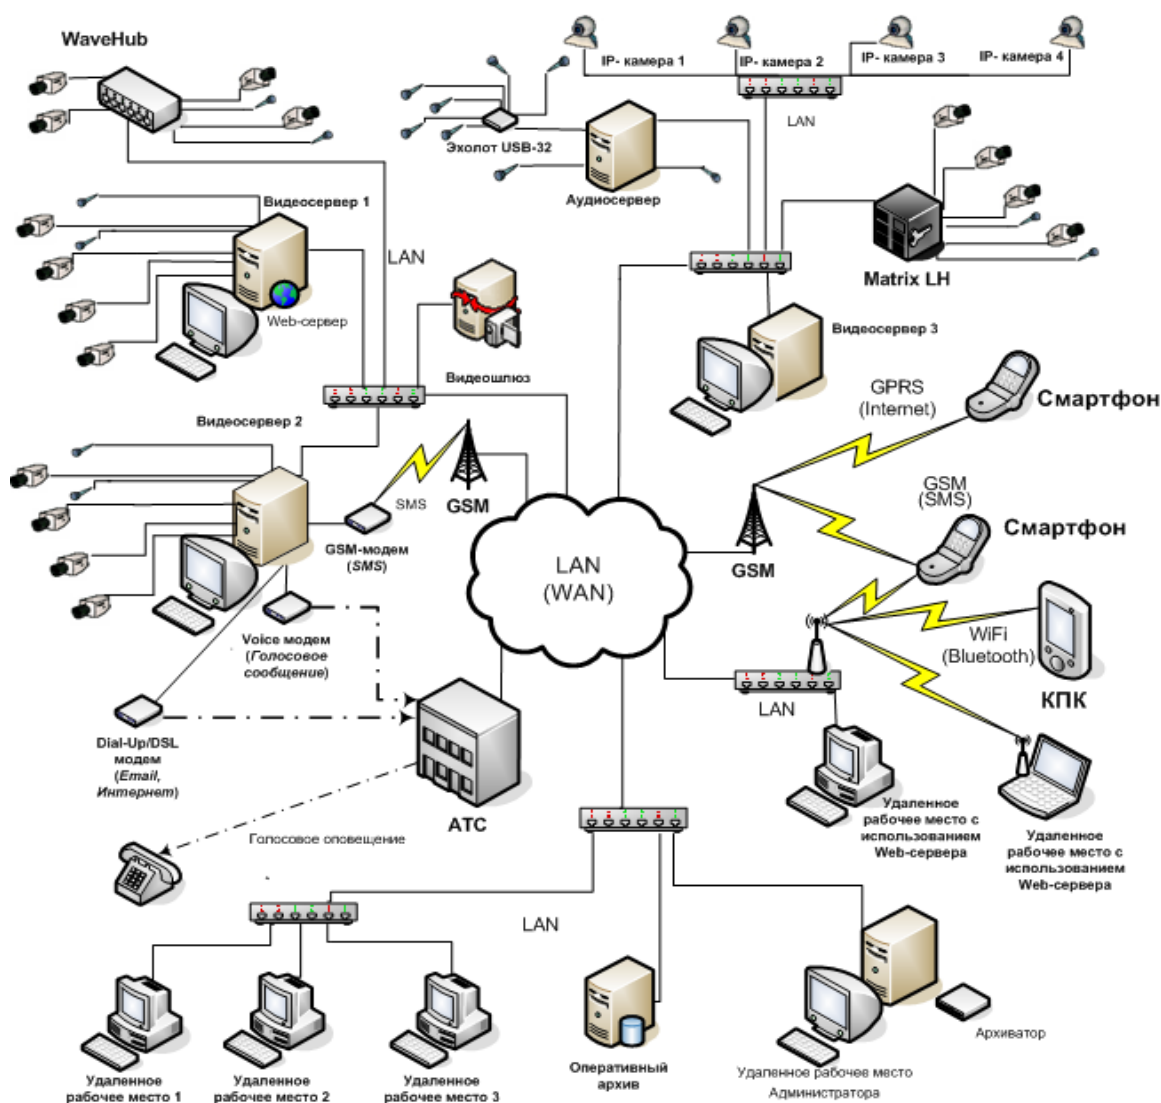 WaveHub
IP- камера 1
IP- камера 2
IP- камера 3
IP- камера 4
LAN
Эхолот USB-32
Аудиосервер
Видеосервер 1
LAN
Web-сервер
Matrix LH
Видеосервер 3
Видеошлюз
GPRS
(Internet)
Смартфон
Видеосервер 2
SMS
GSM
GSM-модем
(SMS)
GSM
(SMS)
Смартфон
GSM
LAN
(WAN)
Voice модем
(Голосовое
сообщение)
WiFi
(Bluetooth)
КПК
LAN
Dial-Up/DSL
модем
(Email,
Интернет)
АТС
Голосовое оповещение
Удаленное
рабочее место с
использованием
Web-сервера
Удаленное
рабочее место с
использованием
Web-сервера
LAN
Архиватор
Удаленное
рабочее место 1
Удаленное
рабочее место 2
Удаленное
рабочее место 3
Оперативный
архив
Удаленное рабочее место
Администратора